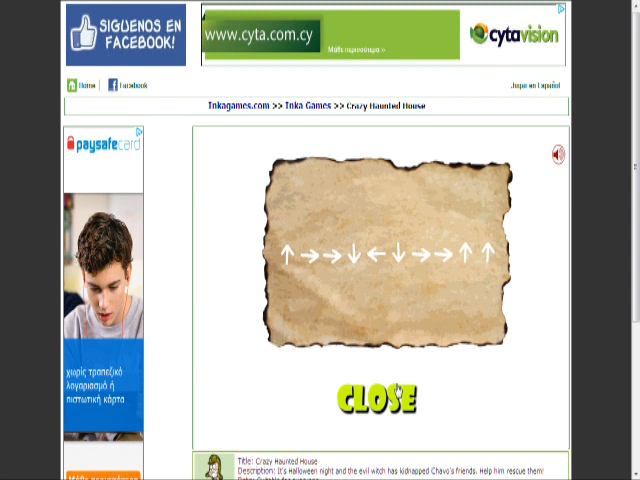 SIGUENOS EN
FACEBOOK!
www.cyta.com.cy
Μάθε περισσότερα »
cytavision
Home | Facebook
Juega en Español
Inkagames.com >> Inka Games >> Crazy Haunted House
paysafecard
↑ → → ↓ ← ↓ → → ↑ ↑
χωρίς τραπεζικό
λογαριασμό ή
πιστωτική κάρτα
CLOSE
Title: Crazy Haunted House
Description: It's Halloween night and the evil witch has kidnapped Chavo's friends. Help him rescue them!